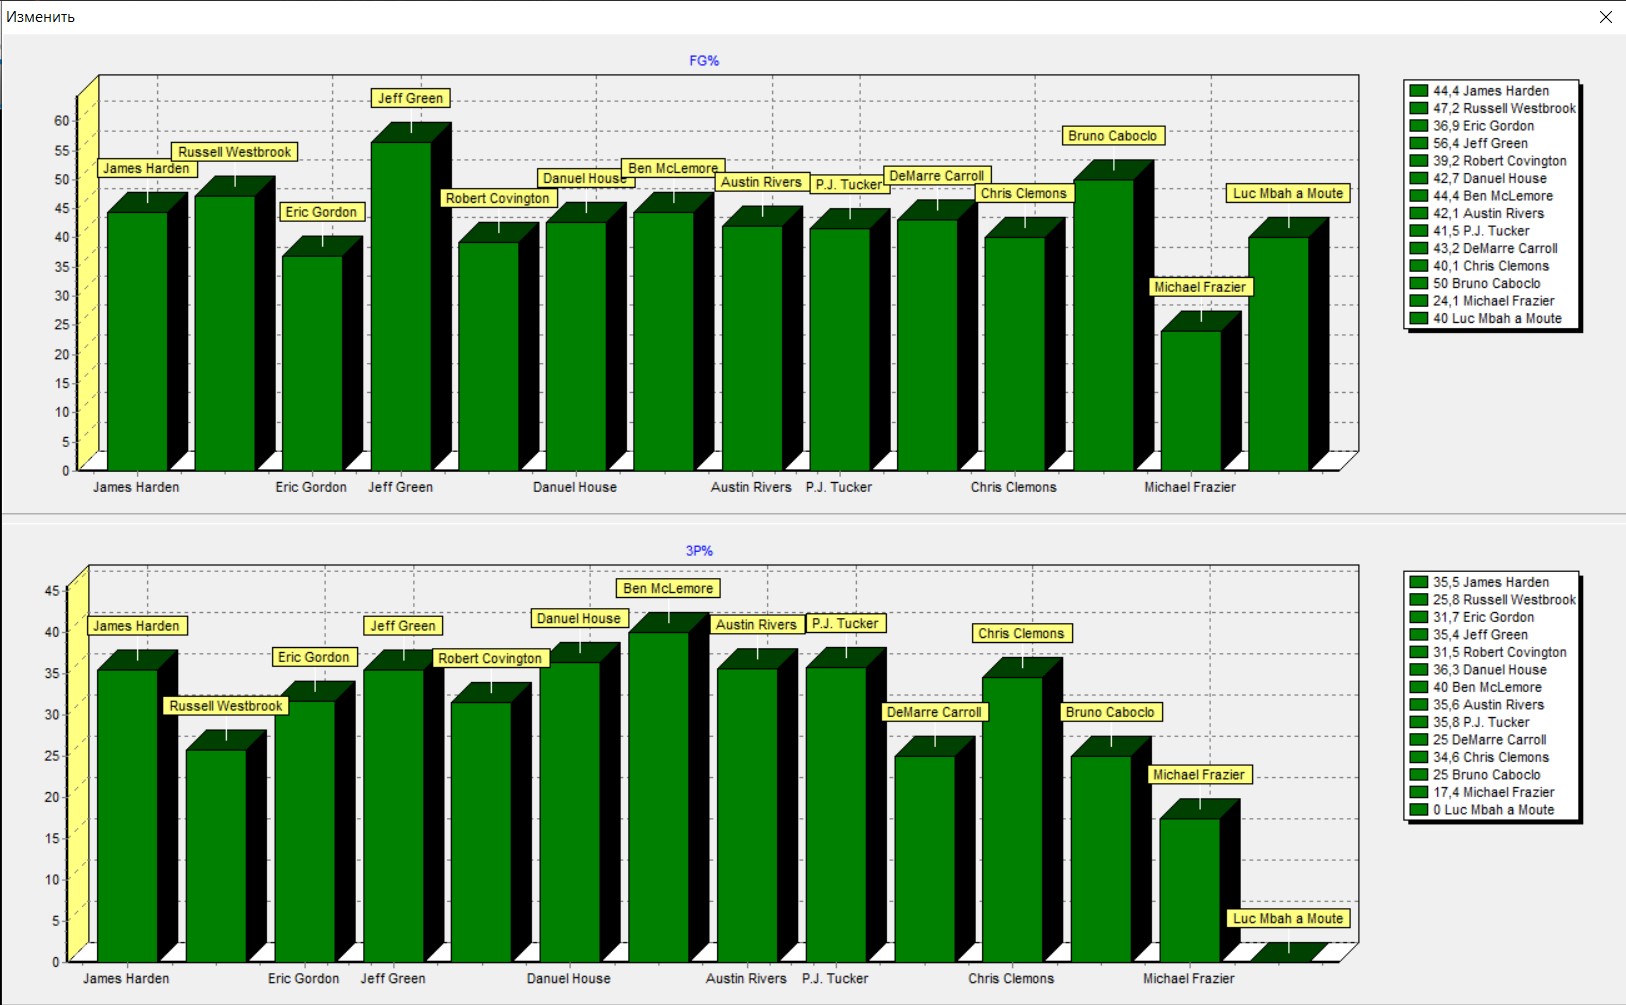 Изменить
FG%
60
55
50
45
40
35
30
25
20
15
10
5
0
James Harden
Russell Westbrook
Eric Gordon
Jeff Green
Robert Covington
Danuel House
Ben McLemore
Austin Rivers
P.J. Tucker
DeMarre Carroll
Chris Clemons
Bruno Caboclo
Michael Frazier
Luc Mbah a Moute
James Harden
Eric Gordon
Jeff Green
Danuel House
Austin Rivers
P.J. Tucker
Chris Clemons
Michael Frazier
44,4 James Harden
47,2 Russell Westbrook
36,9 Eric Gordon
56,4 Jeff Green
39,2 Robert Covington
42,7 Danuel House
44,4 Ben McLemore
42,1 Austin Rivers
41,5 P.J. Tucker
43,2 DeMarre Carroll
40,1 Chris Clemons
50 Bruno Caboclo
24,1 Michael Frazier
40 Luc Mbah a Moute
3P%
45
40
35
30
25
20
15
10
5
0
James Harden
Russell Westbrook
Eric Gordon
Jeff Green
Robert Covington
Danuel House
Ben McLemore
Austin Rivers
P.J. Tucker
DeMarre Carroll
Chris Clemons
Bruno Caboclo
Michael Frazier
Luc Mbah a Moute
James Harden
Eric Gordon
Jeff Green
Danuel House
Austin Rivers
P.J. Tucker
Chris Clemons
Michael Frazier
35,5 James Harden
25,8 Russell Westbrook
31,7 Eric Gordon
35,4 Jeff Green
31,5 Robert Covington
36,3 Danuel House
40 Ben McLemore
35,6 Austin Rivers
35,8 P.J. Tucker
25 DeMarre Carroll
34,6 Chris Clemons
25 Bruno Caboclo
17,4 Michael Frazier
0 Luc Mbah a Moute